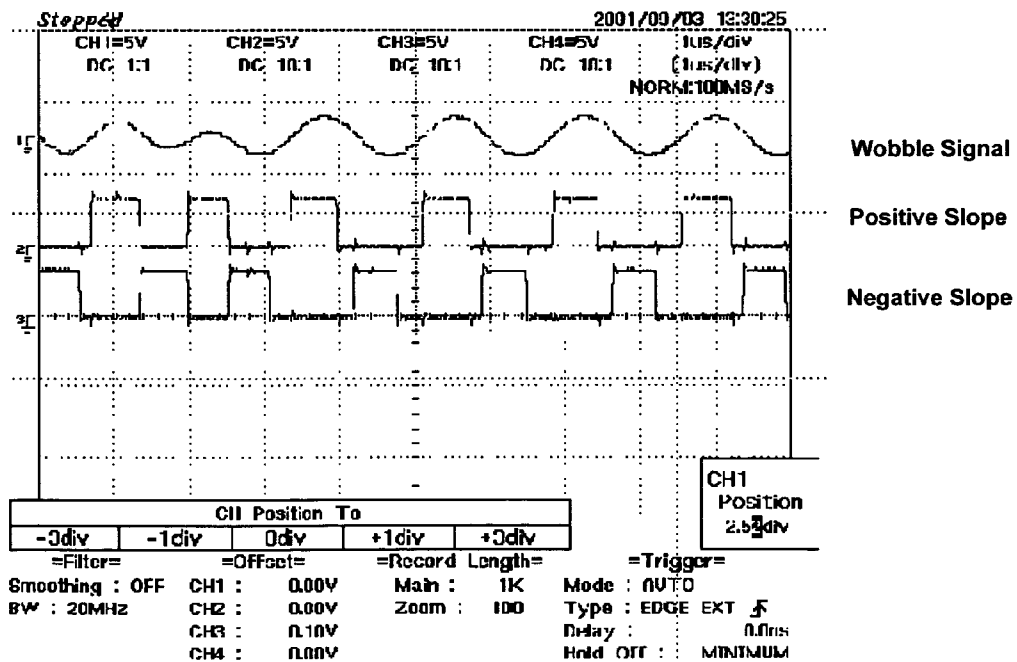 Stopped 2001/09/03 13:30:25
CH1=5V CH2=5V CH3=5V CH4=5V 1us/div
DC 1:1 DC 10:1 DC 10:1 DC 10:1 (1us/div)
NORM:100MS/s
1
Wobble Signal
Positive Slope
2
Negative Slope
3
CH1
Position
div
CH Position To
-3div -1div 0div +1div +3div
=Filter= =Offset= =Record Length= =Trigger=
Smoothing : OFF CH1 : 0.00V Main : 1K Mode : AUTO
BW : 20MHz CH2 : 0.00V Zoom : 100 Type : EDGE EXT
CH3 : 0.10V Delay : 0.0ns
CH4 : 0.00V Hold Off : MINIMUM